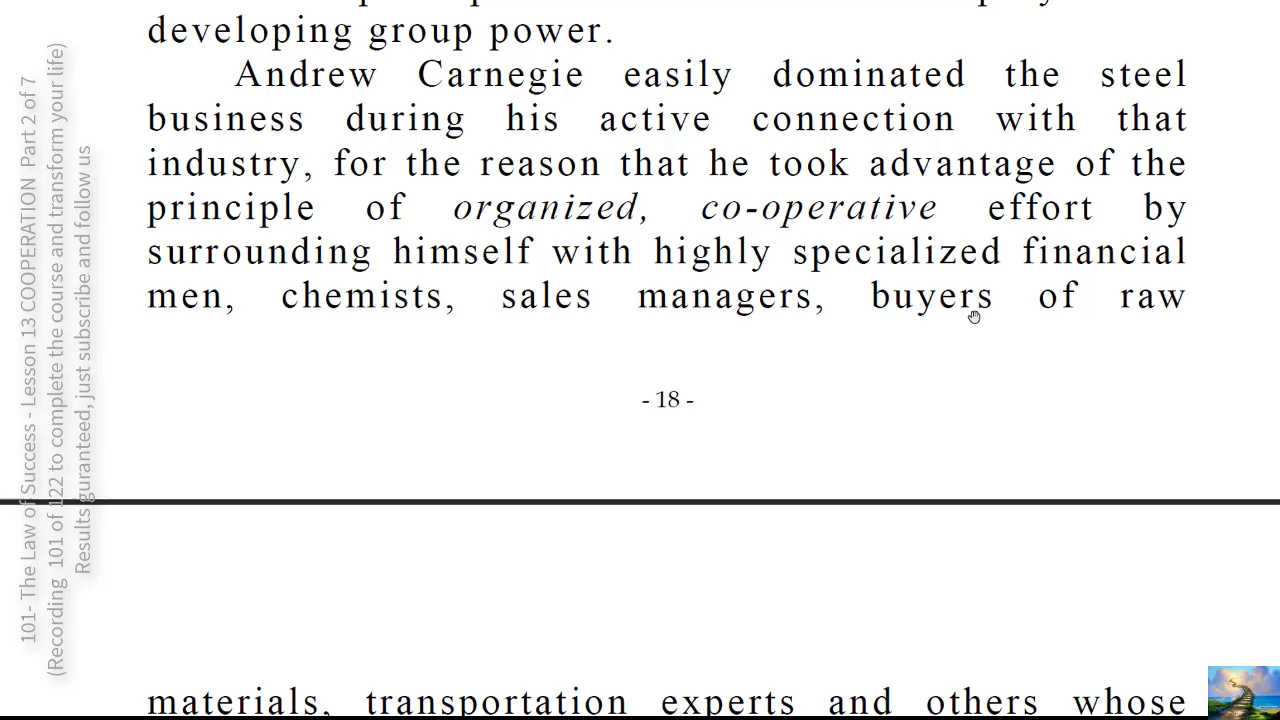 developing group power.
Andrew Carnegie easily dominated the steel
business during his active connection with that
industry, for the reason that he took advantage of the
principle of organized, co-operative effort by
surrounding himself with highly specialized financial
men, chemists, sales managers, buyers of raw
- 18 -
materials, transportation experts and others whose
101- The Law of Success - Lesson 13 COOPERATION Part 2 of 7
(Recording 101 of 122 to complete the course and transform your life)
Results guranteed, just subscribe and follow us